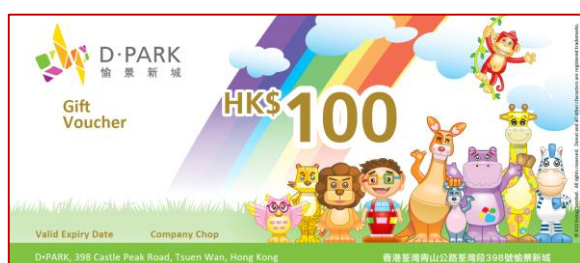 D·PARK
愉景新城
Gift
Voucher
HK$100
Valid Expiry Date Company Chop
D•PARK, 398 Castle Peak Road, Tsuen Wan, Hong Kong
香港荃灣青山公路荃灣段398號愉景新城